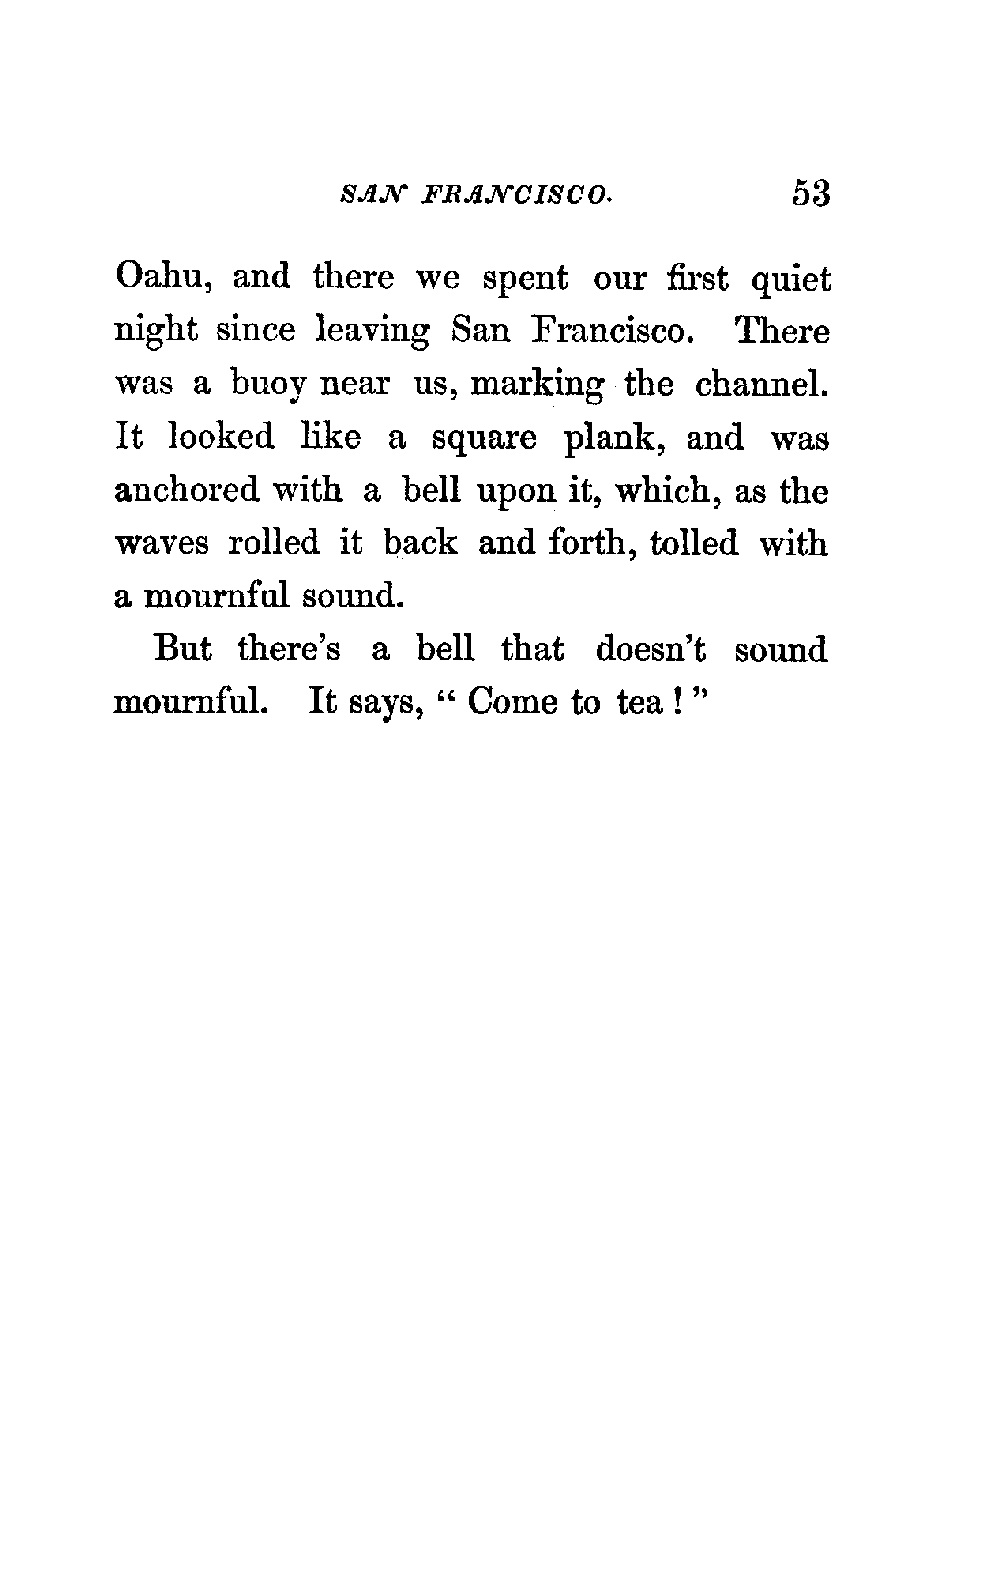 SAN FRANCISCO. 53
Oahu, and there we spent our first quiet
night since leaving San Francisco. There
was a buoy near us, marking the channel.
It looked like a square plank, and was
anchored with a bell upon it, which, as the
waves rolled it back and forth, tolled with
a mournful sound.
But there's a bell that doesn't sound
mournful. It says, “ Come to tea ! ”